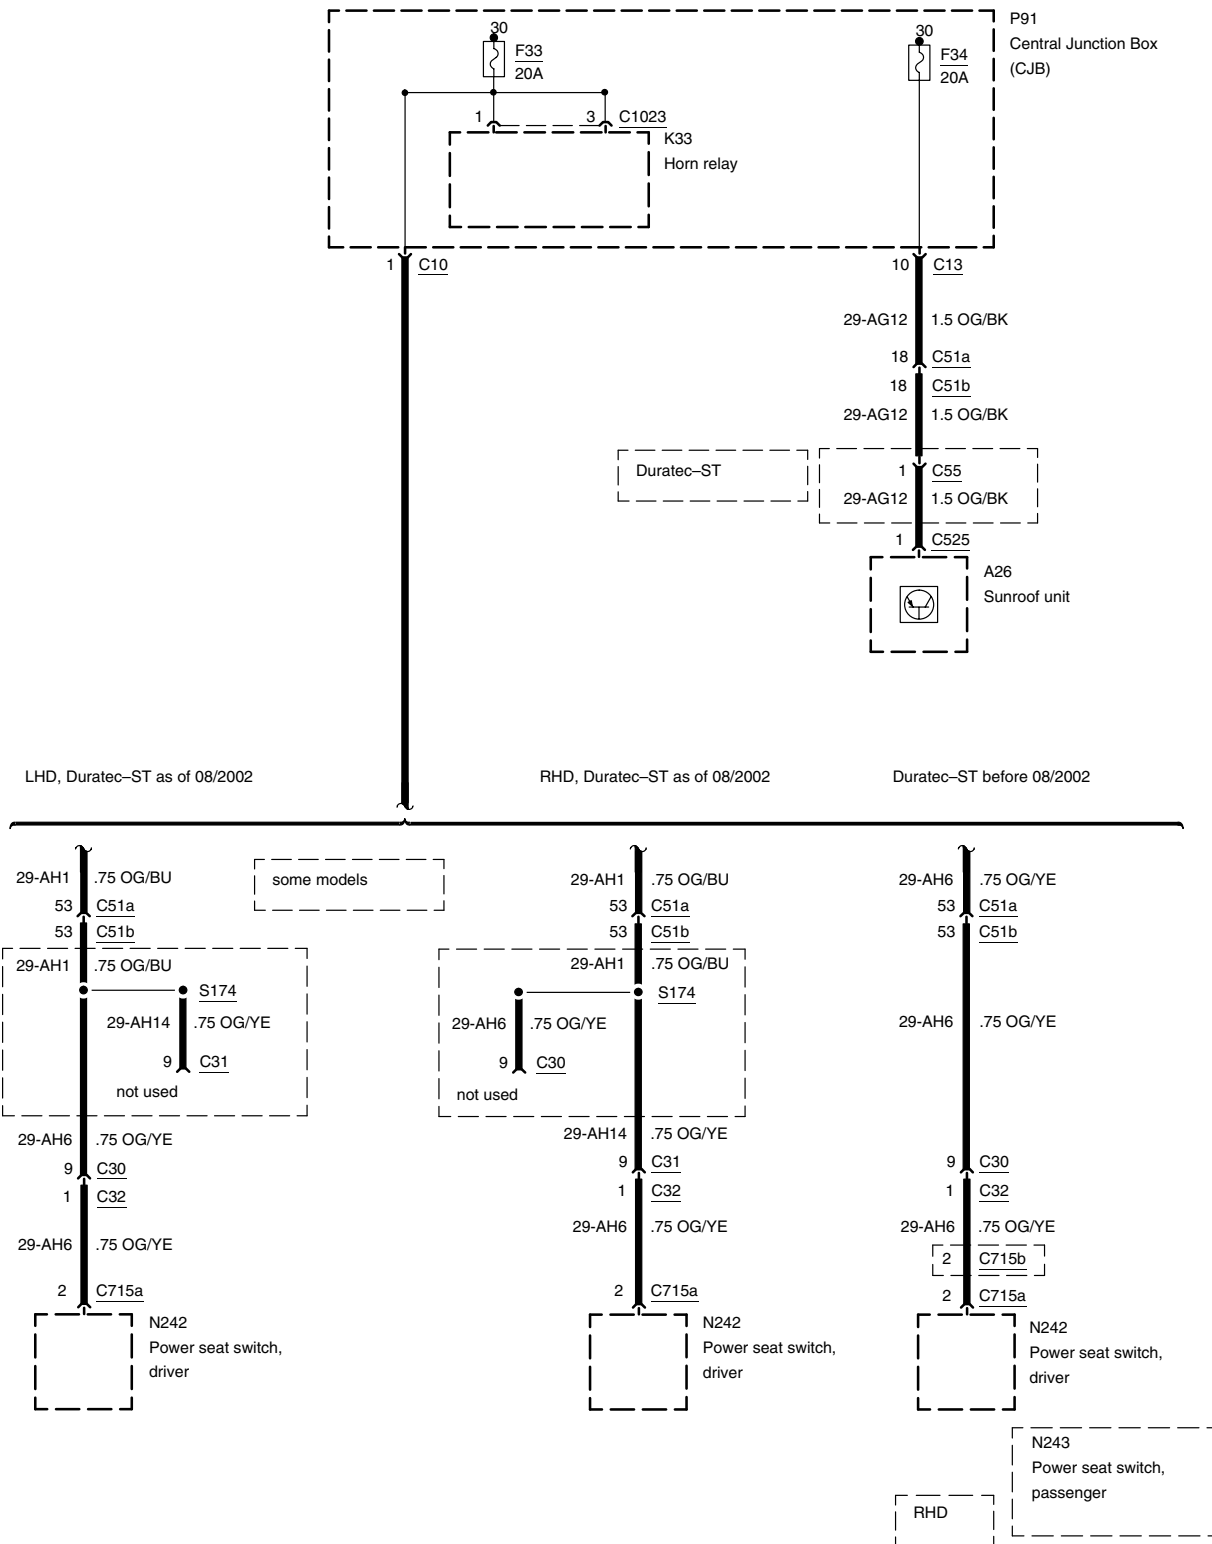 P91
Central Junction Box
(CJB)
30
F33
20A
30
F34
20A
1
3 C1023
K33
Horn relay
1 C10
10 C13
29-AG12 1.5 OG/BK
18 C51a
18 C51b
29-AG12 1.5 OG/BK
Duratec–ST
1 C55
29-AG12 1.5 OG/BK
1 C525
A26
Sunroof unit
LHD, Duratec–ST as of 08/2002
RHD, Duratec–ST as of 08/2002
Duratec–ST before 08/2002
29-AH1 .75 OG/BU
53 C51a
53 C51b
29-AH1 .75 OG/BU
S174
29-AH14 .75 OG/YE
9 C31
not used
29-AH6 .75 OG/YE
9 C30
1 C32
29-AH6 .75 OG/YE
2 C715a
N242
Power seat switch,
driver
some models
29-AH1 .75 OG/BU
53 C51a
53 C51b
29-AH1 .75 OG/BU
S174
29-AH6 .75 OG/YE
9 C30
not used
29-AH14 .75 OG/YE
9 C31
1 C32
29-AH6 .75 OG/YE
2 C715a
N242
Power seat switch,
driver
29-AH6 .75 OG/YE
53 C51a
53 C51b
29-AH6 .75 OG/YE
9 C30
1 C32
29-AH6 .75 OG/YE
2 C715b
2 C715a
N242
Power seat switch,
driver
N243
Power seat switch,
passenger
RHD